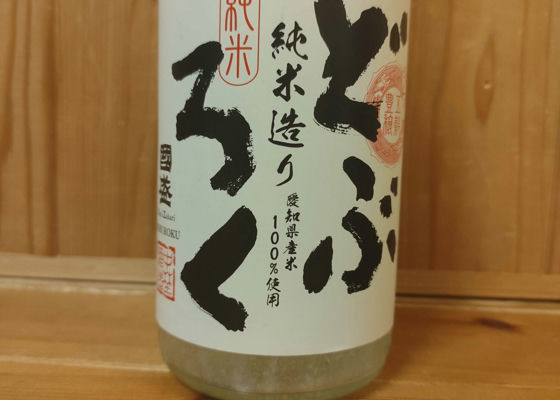 どぶ
ろく
純米
純米造り
愛知県産米
100%使用
國盛